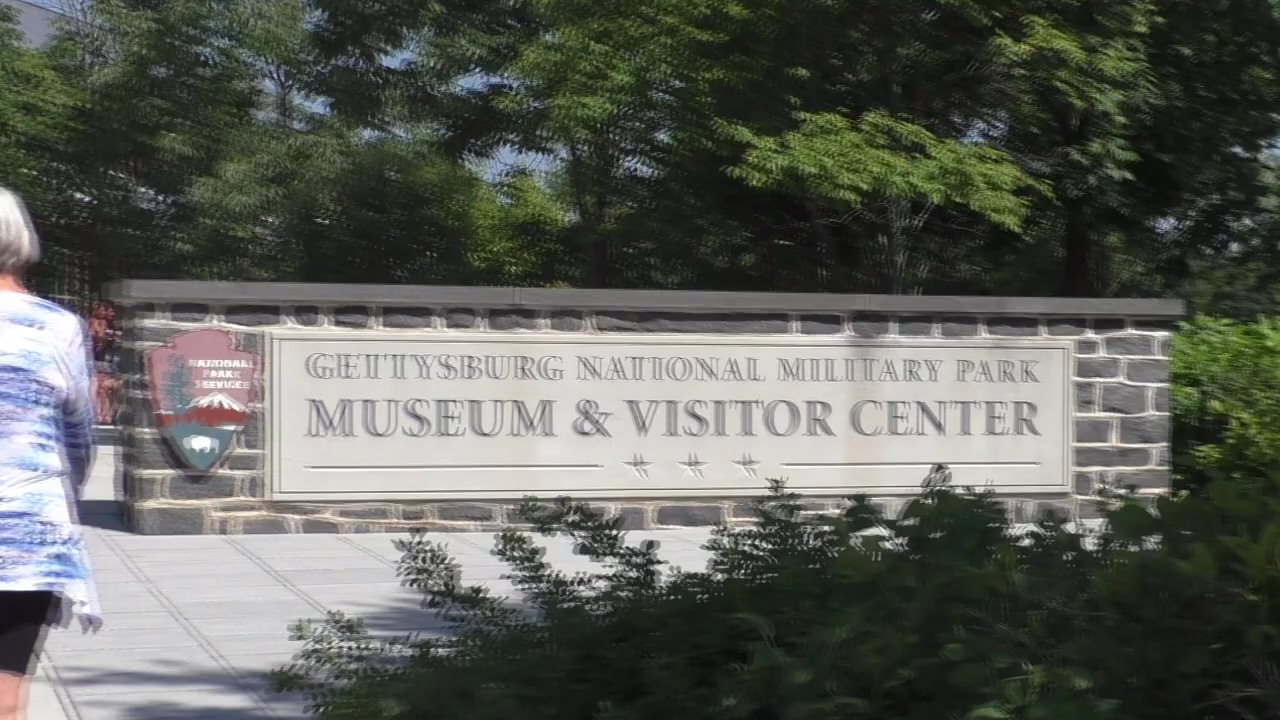 NATIONAL
PARK
SERVICE
GETTYSBURG NATIONAL MILITARY PARK
MUSEUM & VISITOR CENTER